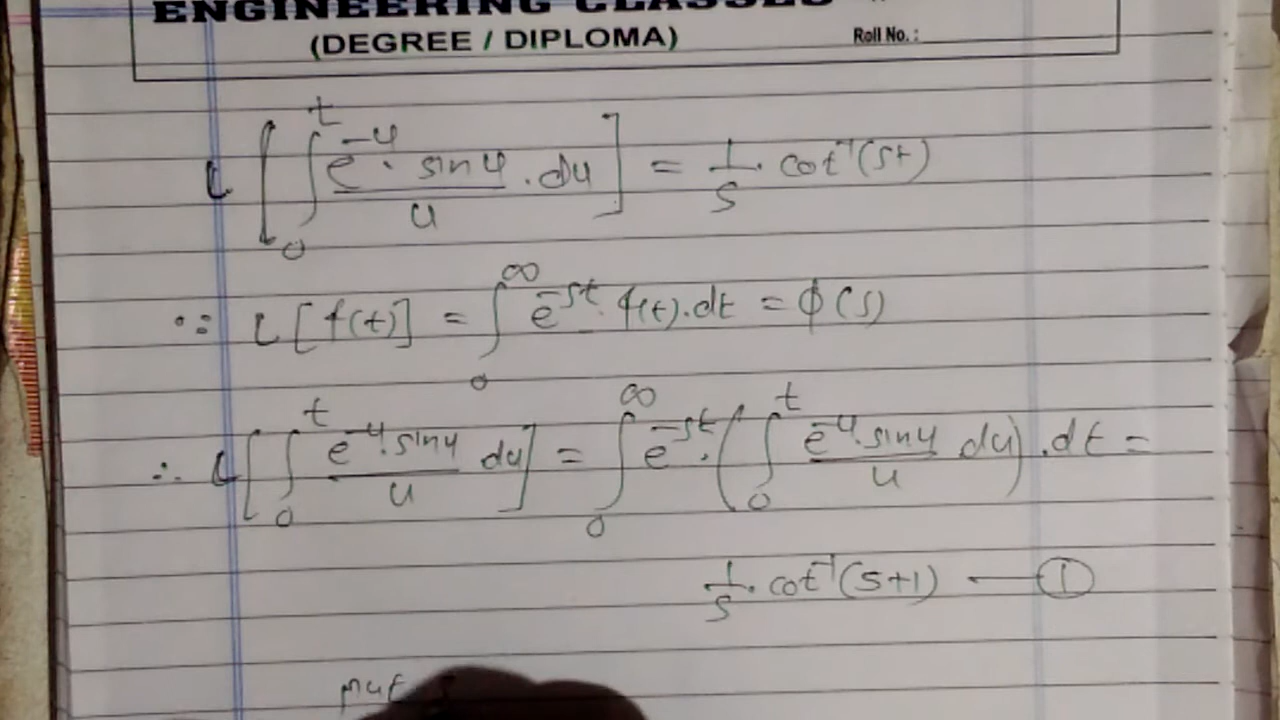 ENGINEERING CLASSES
(DEGREE / DIPLOMA) Roll No. :
L [ ∫₀ᵗ (e⁻ᵘ · sin u)/u . du ] = 1/s · cot⁻¹(s+
∵ L [f(t)] = ∫₀^∞ e⁻ˢᵗ · f(t).dt = ϕ(s)
∴ L [ ∫₀ᵗ (e⁻ᵘ · sin u)/u du ] = ∫₀^∞ e⁻ˢᵗ · ( ∫₀ᵗ (e⁻ᵘ · sin u)/u du ) .dt =
1/s · cot⁻¹(s+1) — ①
put